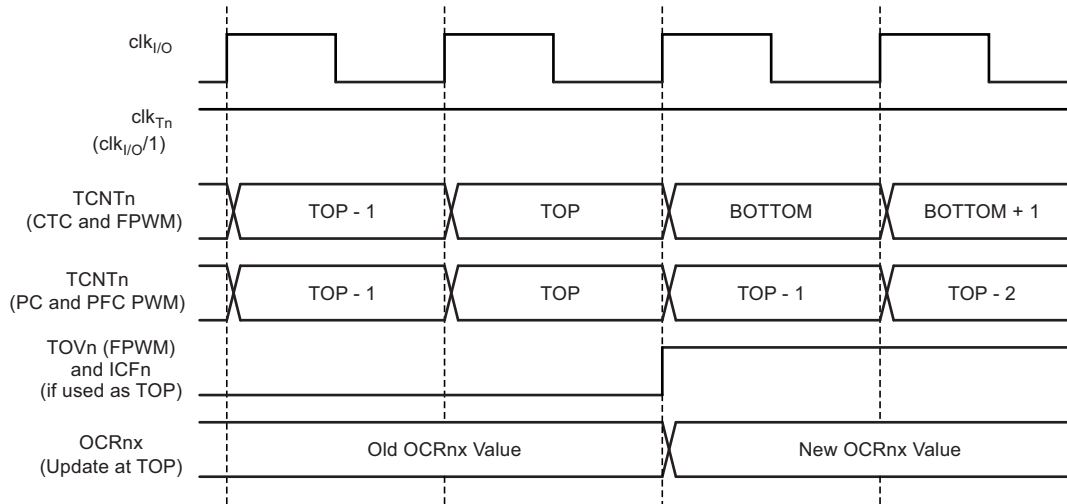 clkI/O
clkTn
(clkI/O/1)
TCNTn
(CTC and FPWM)
TOP - 1
TOP
BOTTOM
BOTTOM + 1
TCNTn
(PC and PFC PWM)
TOP - 1
TOP
TOP - 1
TOP - 2
TOVn (FPWM)
and ICFn
(if used as TOP)
OCRnx
(Update at TOP)
Old OCRnx Value
New OCRnx Value